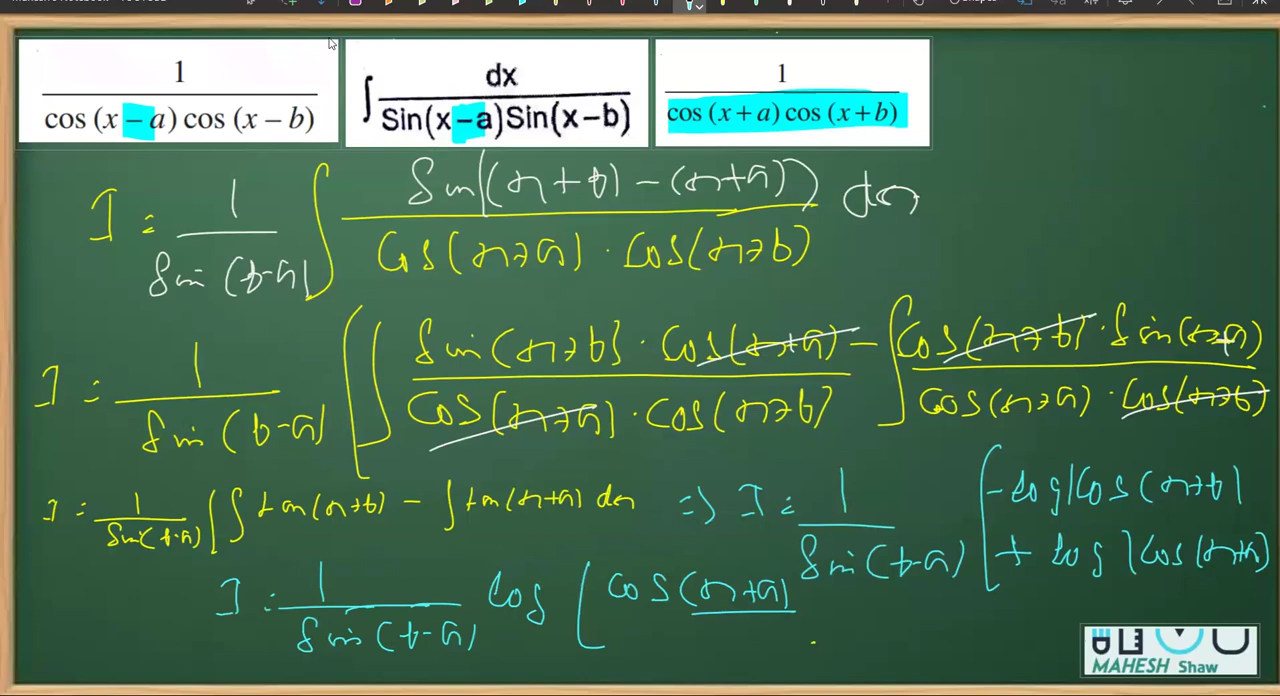 1
cos (x − a) cos (x − b)
∫ dx
Sin(x−a)Sin(x−b)
1
cos (x + a) cos (x + b)
I = 1/Sin(b-a) ∫ Sin((x+b) - (x+a)) / Cos(x+a) · Cos(x+b) dx
I = 1/Sin(b-a) [ ∫ Sin(x+b) · Cos(x+a) / Cos(x+a) · Cos(x+b) - ∫ Cos(x+b) · Sin(x+a) / Cos(x+a) · Cos(x+b)
I = 1/Sin(b-a) [ ∫ tan(x+b) - ∫ tan(x+a) dx => I = 1/Sin(b-a) [ -log|Cos(x+b)|
+ log |Cos(x+a)|
I = 1/Sin(b-a) log [ Cos(x+a)
MAHESH Shaw